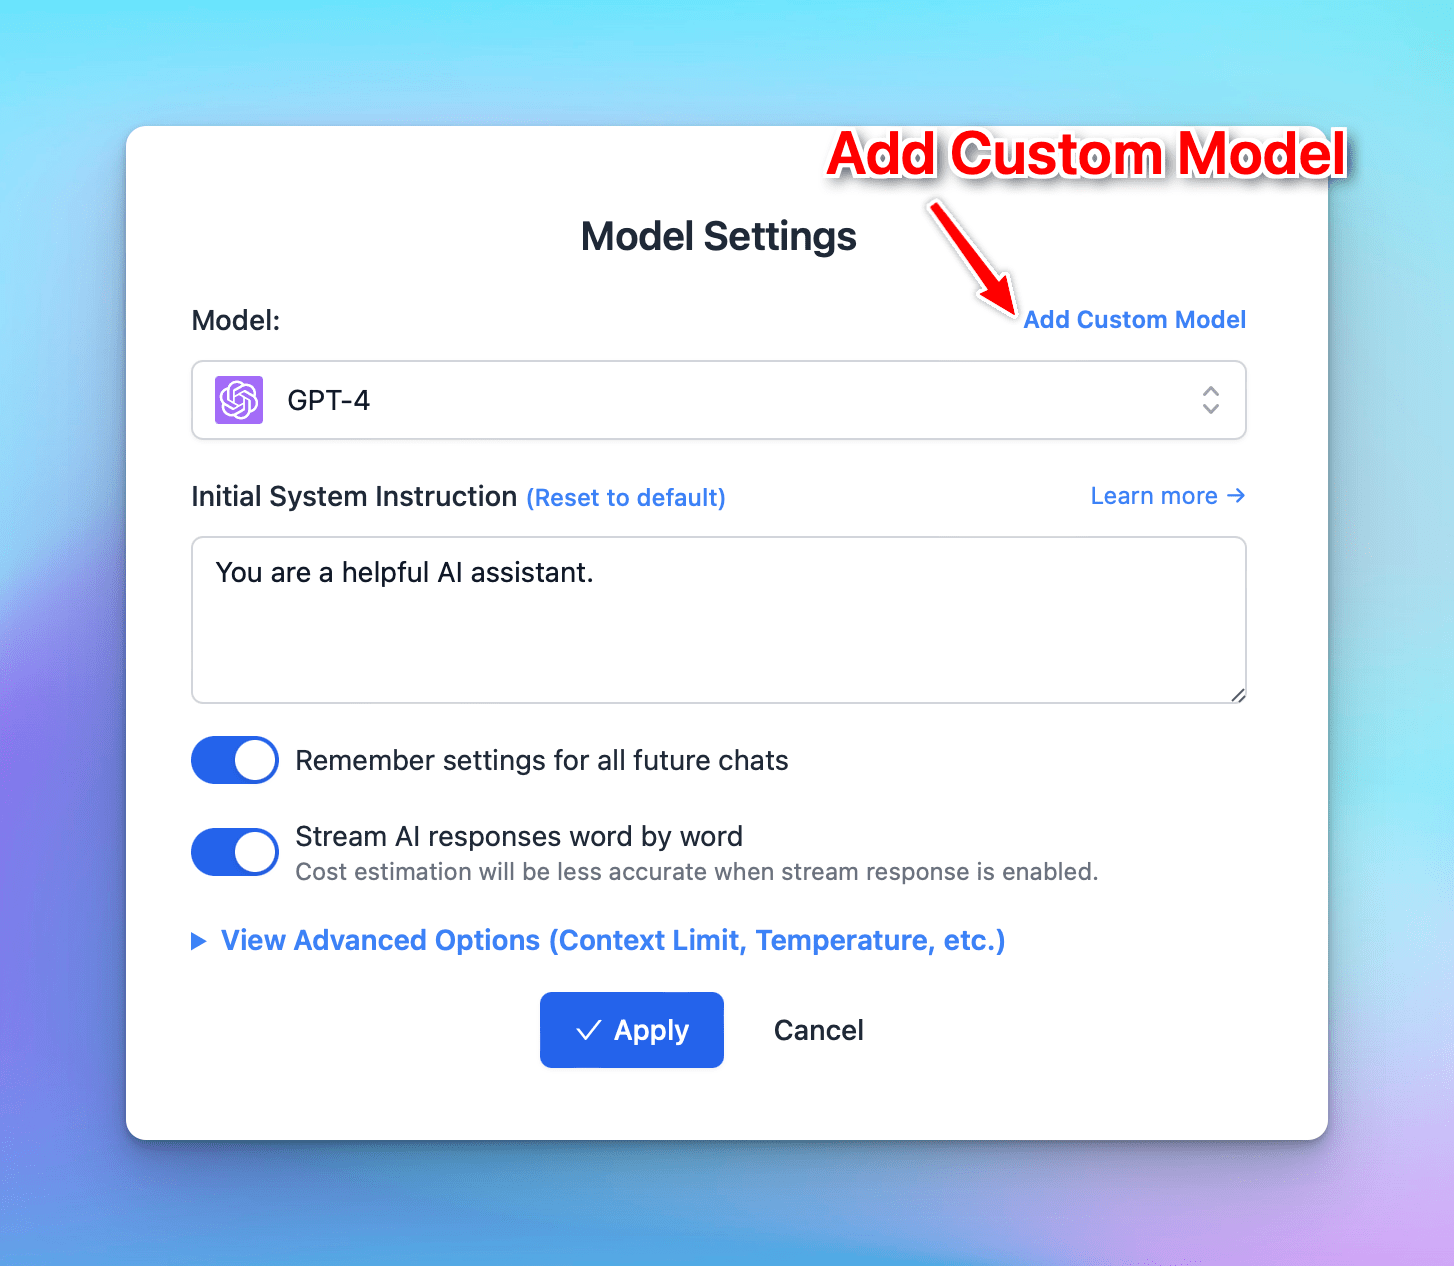 Add Custom Model
Model Settings
Model:
Add Custom Model
GPT-4
Initial System Instruction (Reset to default)
Learn more →
You are a helpful AI assistant.
Remember settings for all future chats
Stream AI responses word by word
Cost estimation will be less accurate when stream response is enabled.
View Advanced Options (Context Limit, Temperature, etc.)
Apply
Cancel